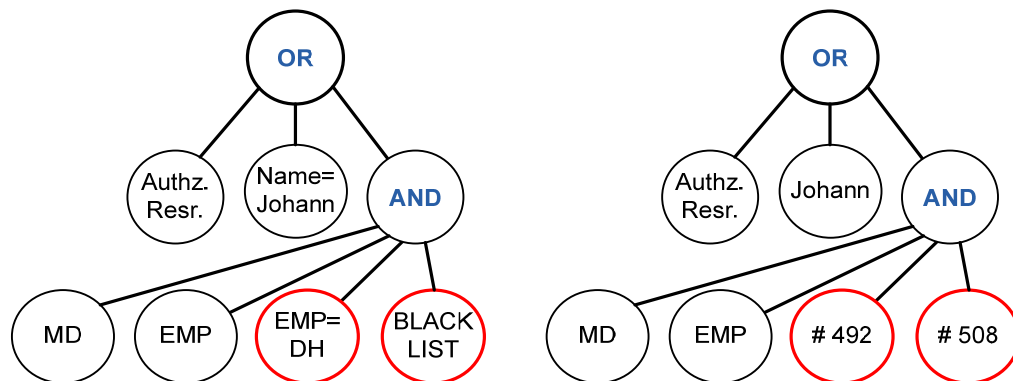 OR
Authz.
Resr.
Name=
Johann
AND
MD
EMP
EMP=
DH
BLACK
LIST
OR
Authz.
Resr.
Johann
AND
MD
EMP
# 492
# 508